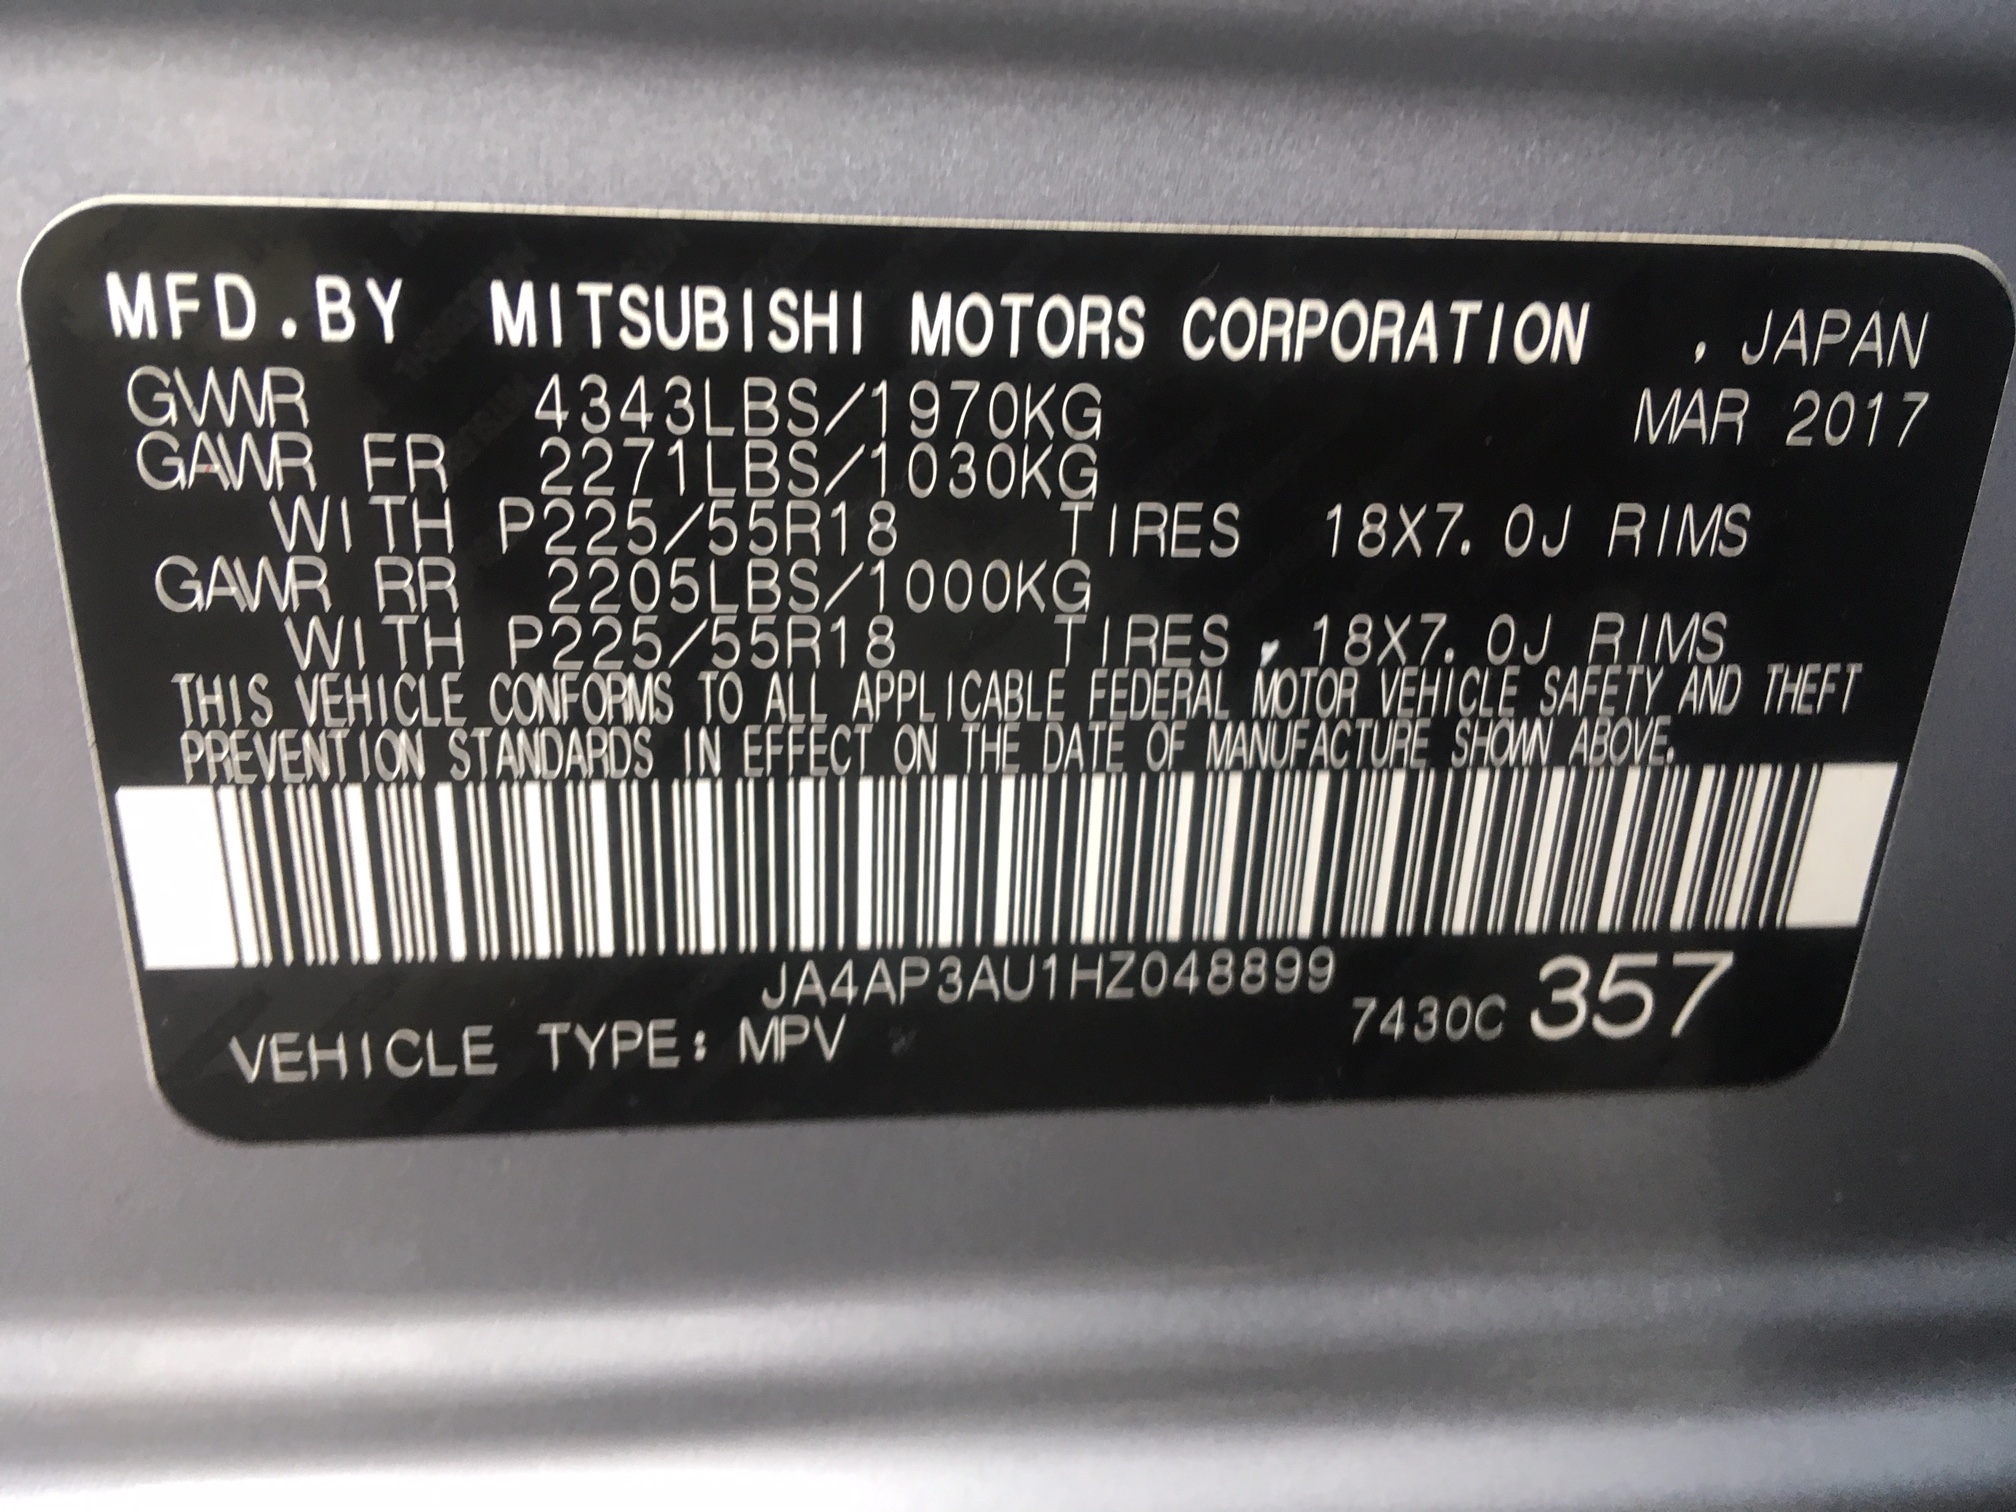 MFD.BY MITSUBISHI MOTORS CORPORATION , JAPAN
GVWR 4343LBS/1970KG MAR 2017
GAWR FR 2271LBS/1030KG
WITH P225/55R18 TIRES 18X7.0J RIMS
GAWR RR 2205LBS/1000KG
WITH P225/55R18 TIRES, 18X7.0J RIMS
THIS VEHICLE CONFORMS TO ALL APPLICABLE FEDERAL MOTOR VEHICLE SAFETY AND THEFT
PREVENTION STANDARDS IN EFFECT ON THE DATE OF MANUFACTURE SHOWN ABOVE.
JA4AP3AU1HZ048899
VEHICLE TYPE: MPV 7430C 357